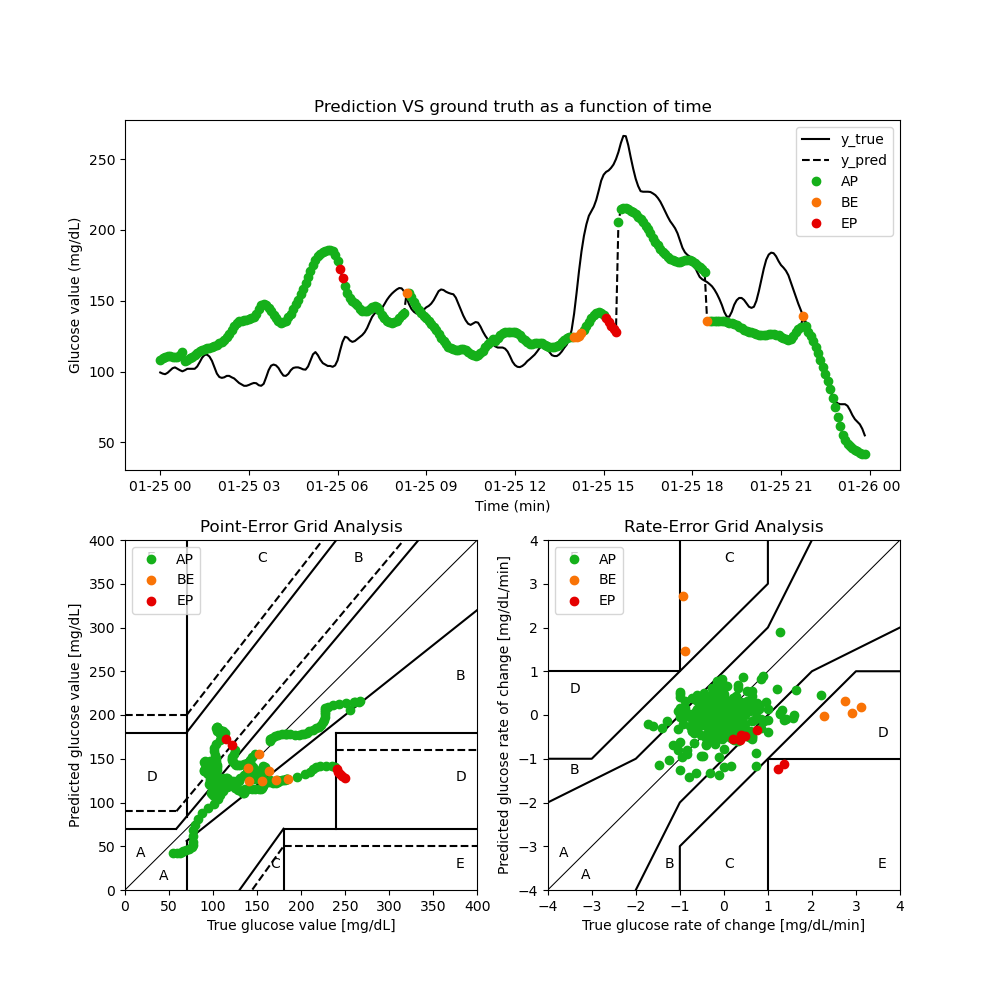 Prediction VS ground truth as a function of time
Glucose value (mg/dL)
250
200
150
100
50
y_true
y_pred
AP
BE
EP
01-25 00 01-25 03 01-25 06 01-25 09 01-25 12 01-25 15 01-25 18 01-25 21 01-26 00
Time (min)
Point-Error Grid Analysis
Predicted glucose value [mg/dL]
400
350
300
250
200
150
100
50
0
AP
BE
EP
C
B
B
D
D
A
A
C
E
0 50 100 150 200 250 300 350 400
True glucose value [mg/dL]
Rate-Error Grid Analysis
Predicted glucose rate of change [mg/dL/min]
4
3
2
1
0
−1
−2
−3
−4
AP
BE
EP
C
D
D
B
A
A
B
C
E
−4 −3 −2 −1 0 1 2 3 4
True glucose rate of change [mg/dL/min]